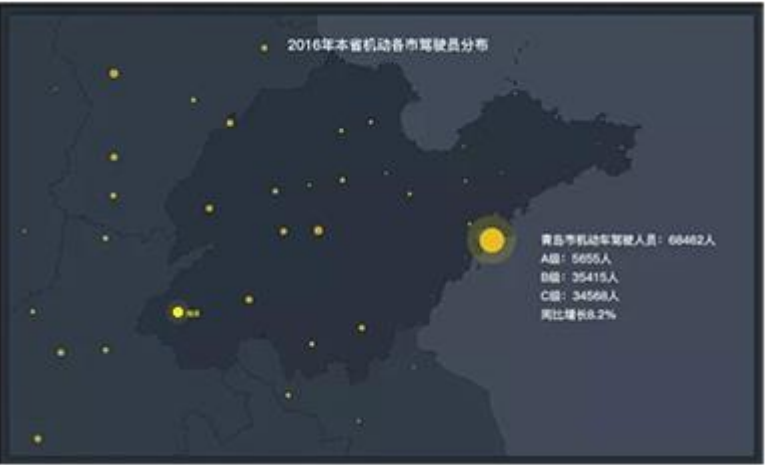 2016年本省机动各市驾驶员分布
青岛市机动车驾驶人员：68462人
A级：5655人
B级：35415人
C级：34568人
同比增长8.2%